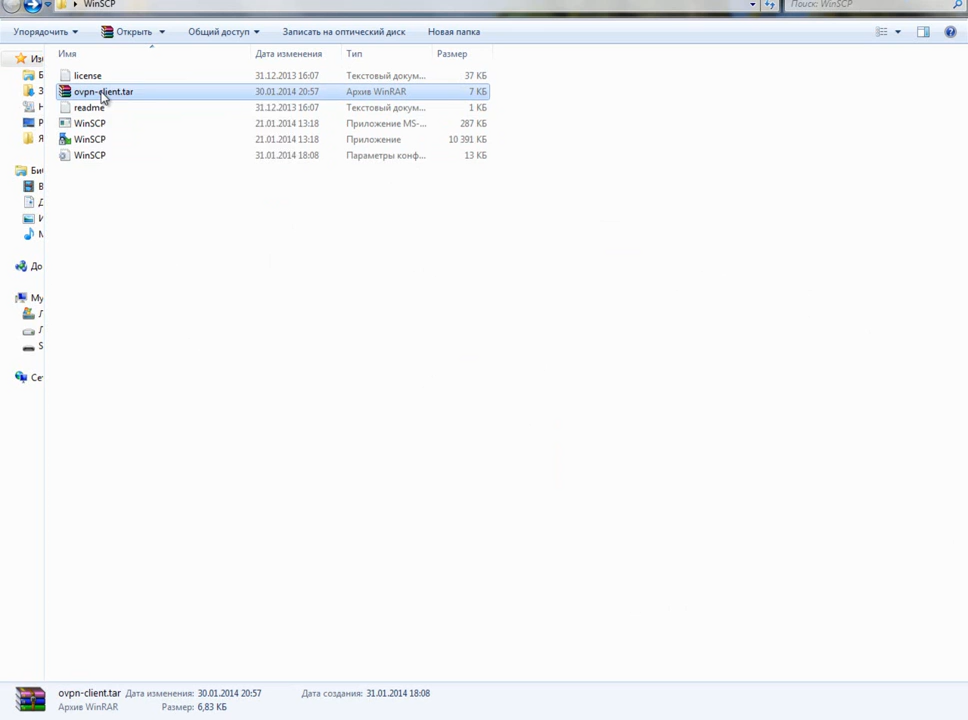 WinSCP
Поиск: WinSCP
Упорядочить Открыть Общий доступ Записать на оптический диск Новая папка
Имя Дата изменения Тип Размер
license 31.12.2013 16:07 Текстовый докум... 37 КБ
ovpn-client.tar 30.01.2014 20:57 Архив WinRAR 7 КБ
readme 31.12.2013 16:07 Текстовый докум... 1 КБ
WinSCP 21.01.2014 13:18 Приложение MS-... 287 КБ
WinSCP 21.01.2014 13:18 Приложение 10 391 КБ
WinSCP 31.01.2014 18:08 Параметры конф... 13 КБ
ovpn-client.tar Дата изменения: 30.01.2014 20:57 Дата создания: 31.01.2014 18:08
Архив WinRAR Размер: 6,83 КБ